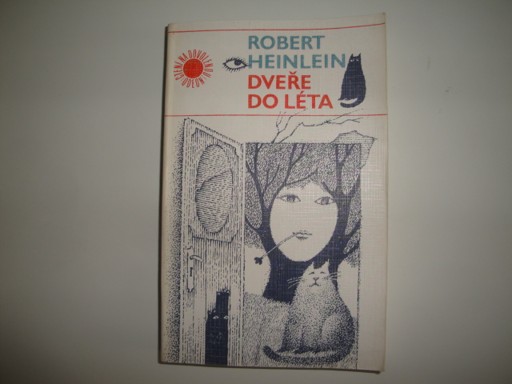 ROBERT
HEINLEIN
DVEŘE
DO LÉTA